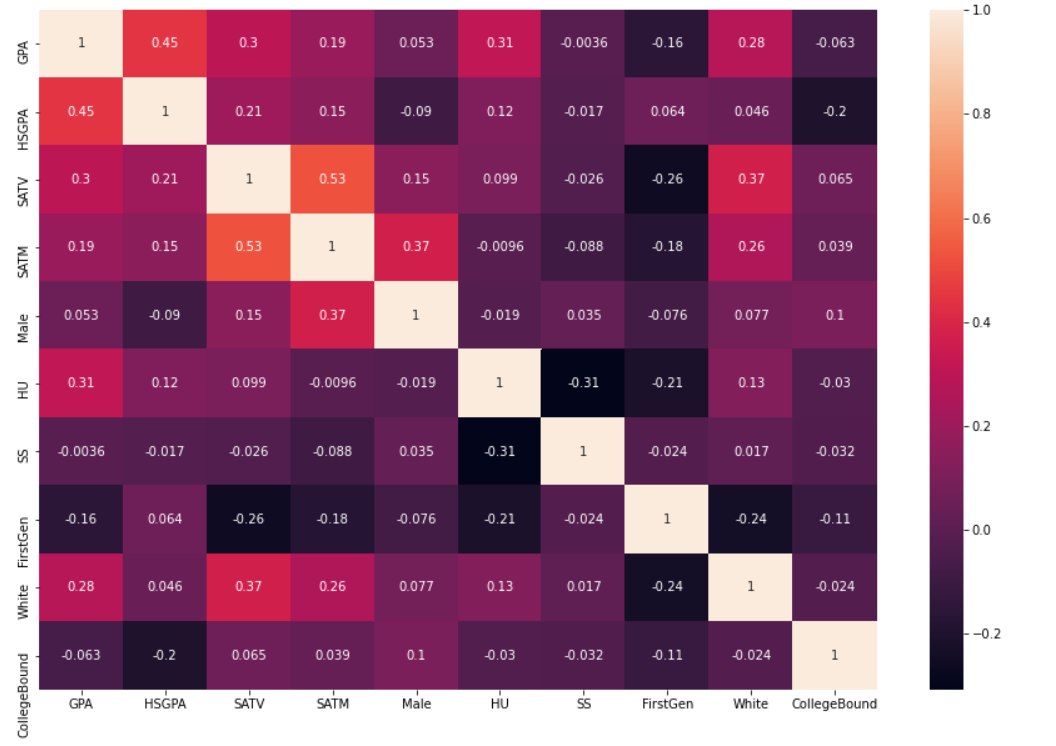 GPA 1 0.45 0.3 0.19 0.053 0.31 -0.0036 -0.16 0.28 -0.063
HSGPA 0.45 1 0.21 0.15 -0.09 0.12 -0.017 0.064 0.046 -0.2
SATV 0.3 0.21 1 0.53 0.15 0.099 -0.026 -0.26 0.37 0.065
SATM 0.19 0.15 0.53 1 0.37 -0.0096 -0.088 -0.18 0.26 0.039
Male 0.053 -0.09 0.15 0.37 1 -0.019 0.035 -0.076 0.077 0.1
HU 0.31 0.12 0.099 -0.0096 -0.019 1 -0.31 -0.21 0.13 -0.03
SS -0.0036 -0.017 -0.026 -0.088 0.035 -0.31 1 -0.024 0.017 -0.032
FirstGen -0.16 0.064 -0.26 -0.18 -0.076 -0.21 -0.024 1 -0.24 -0.11
White 0.28 0.046 0.37 0.26 0.077 0.13 0.017 -0.24 1 -0.024
CollegeBound -0.063 -0.2 0.065 0.039 0.1 -0.03 -0.032 -0.11 -0.024 1
GPA HSGPA SATV SATM Male HU SS FirstGen White CollegeBound
1.0
0.8
0.6
0.4
0.2
0.0
−0.2